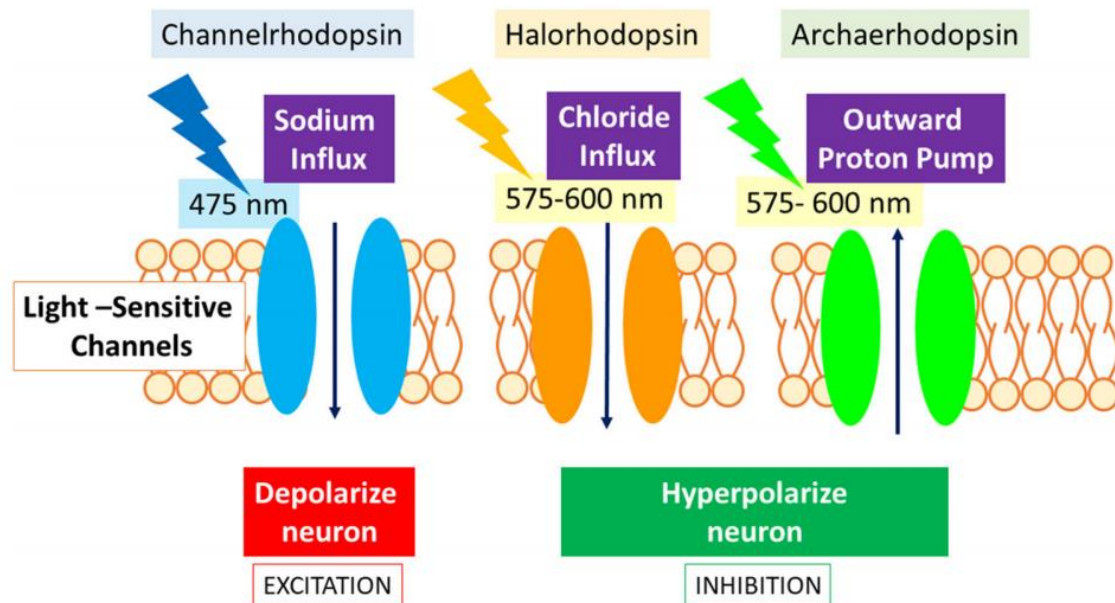 Channelrhodopsin
Halorhodopsin
Archaerhodopsin
Sodium
Influx
Chloride
Influx
Outward
Proton Pump
475 nm
575-600 nm
575- 600 nm
Light –Sensitive
Channels
Depolarize
neuron
Hyperpolarize
neuron
EXCITATION
INHIBITION